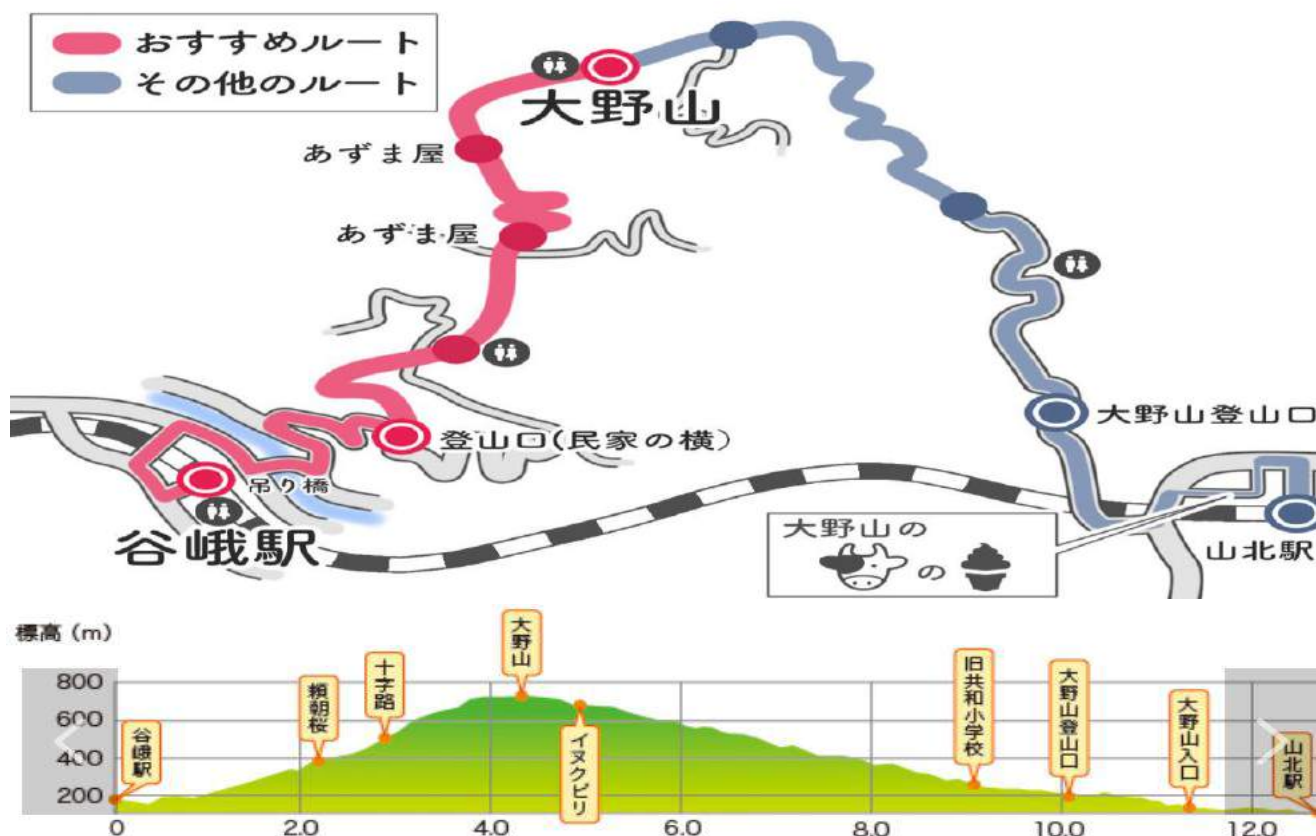 おすすめルート
その他のルート
大野山
あずま屋
あずま屋
登山口(民家の横)
大野山登山口
吊り橋
谷峨駅
山北駅
大野山の
の
標高(m)
800
600
400
200
谷峨駅
頼朝桜
十字路
大野山
イヌクビリ
旧共和小学校
大野山登山口
大野山入口
山北駅
0
2.0
4.0
6.0
8.0
10.0
12.0